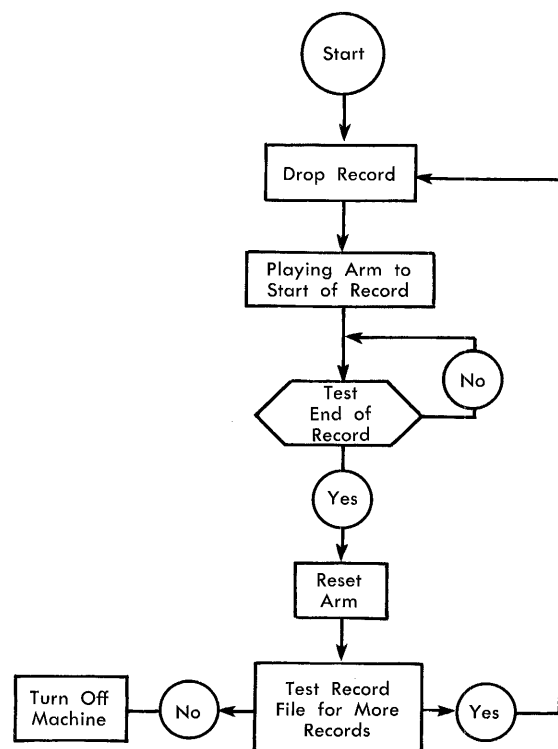 Start
Drop Record
Playing Arm to
Start of Record
No
Test
End of
Record
Yes
Reset
Arm
Turn Off
Machine
No
Test Record
File for More
Records
Yes